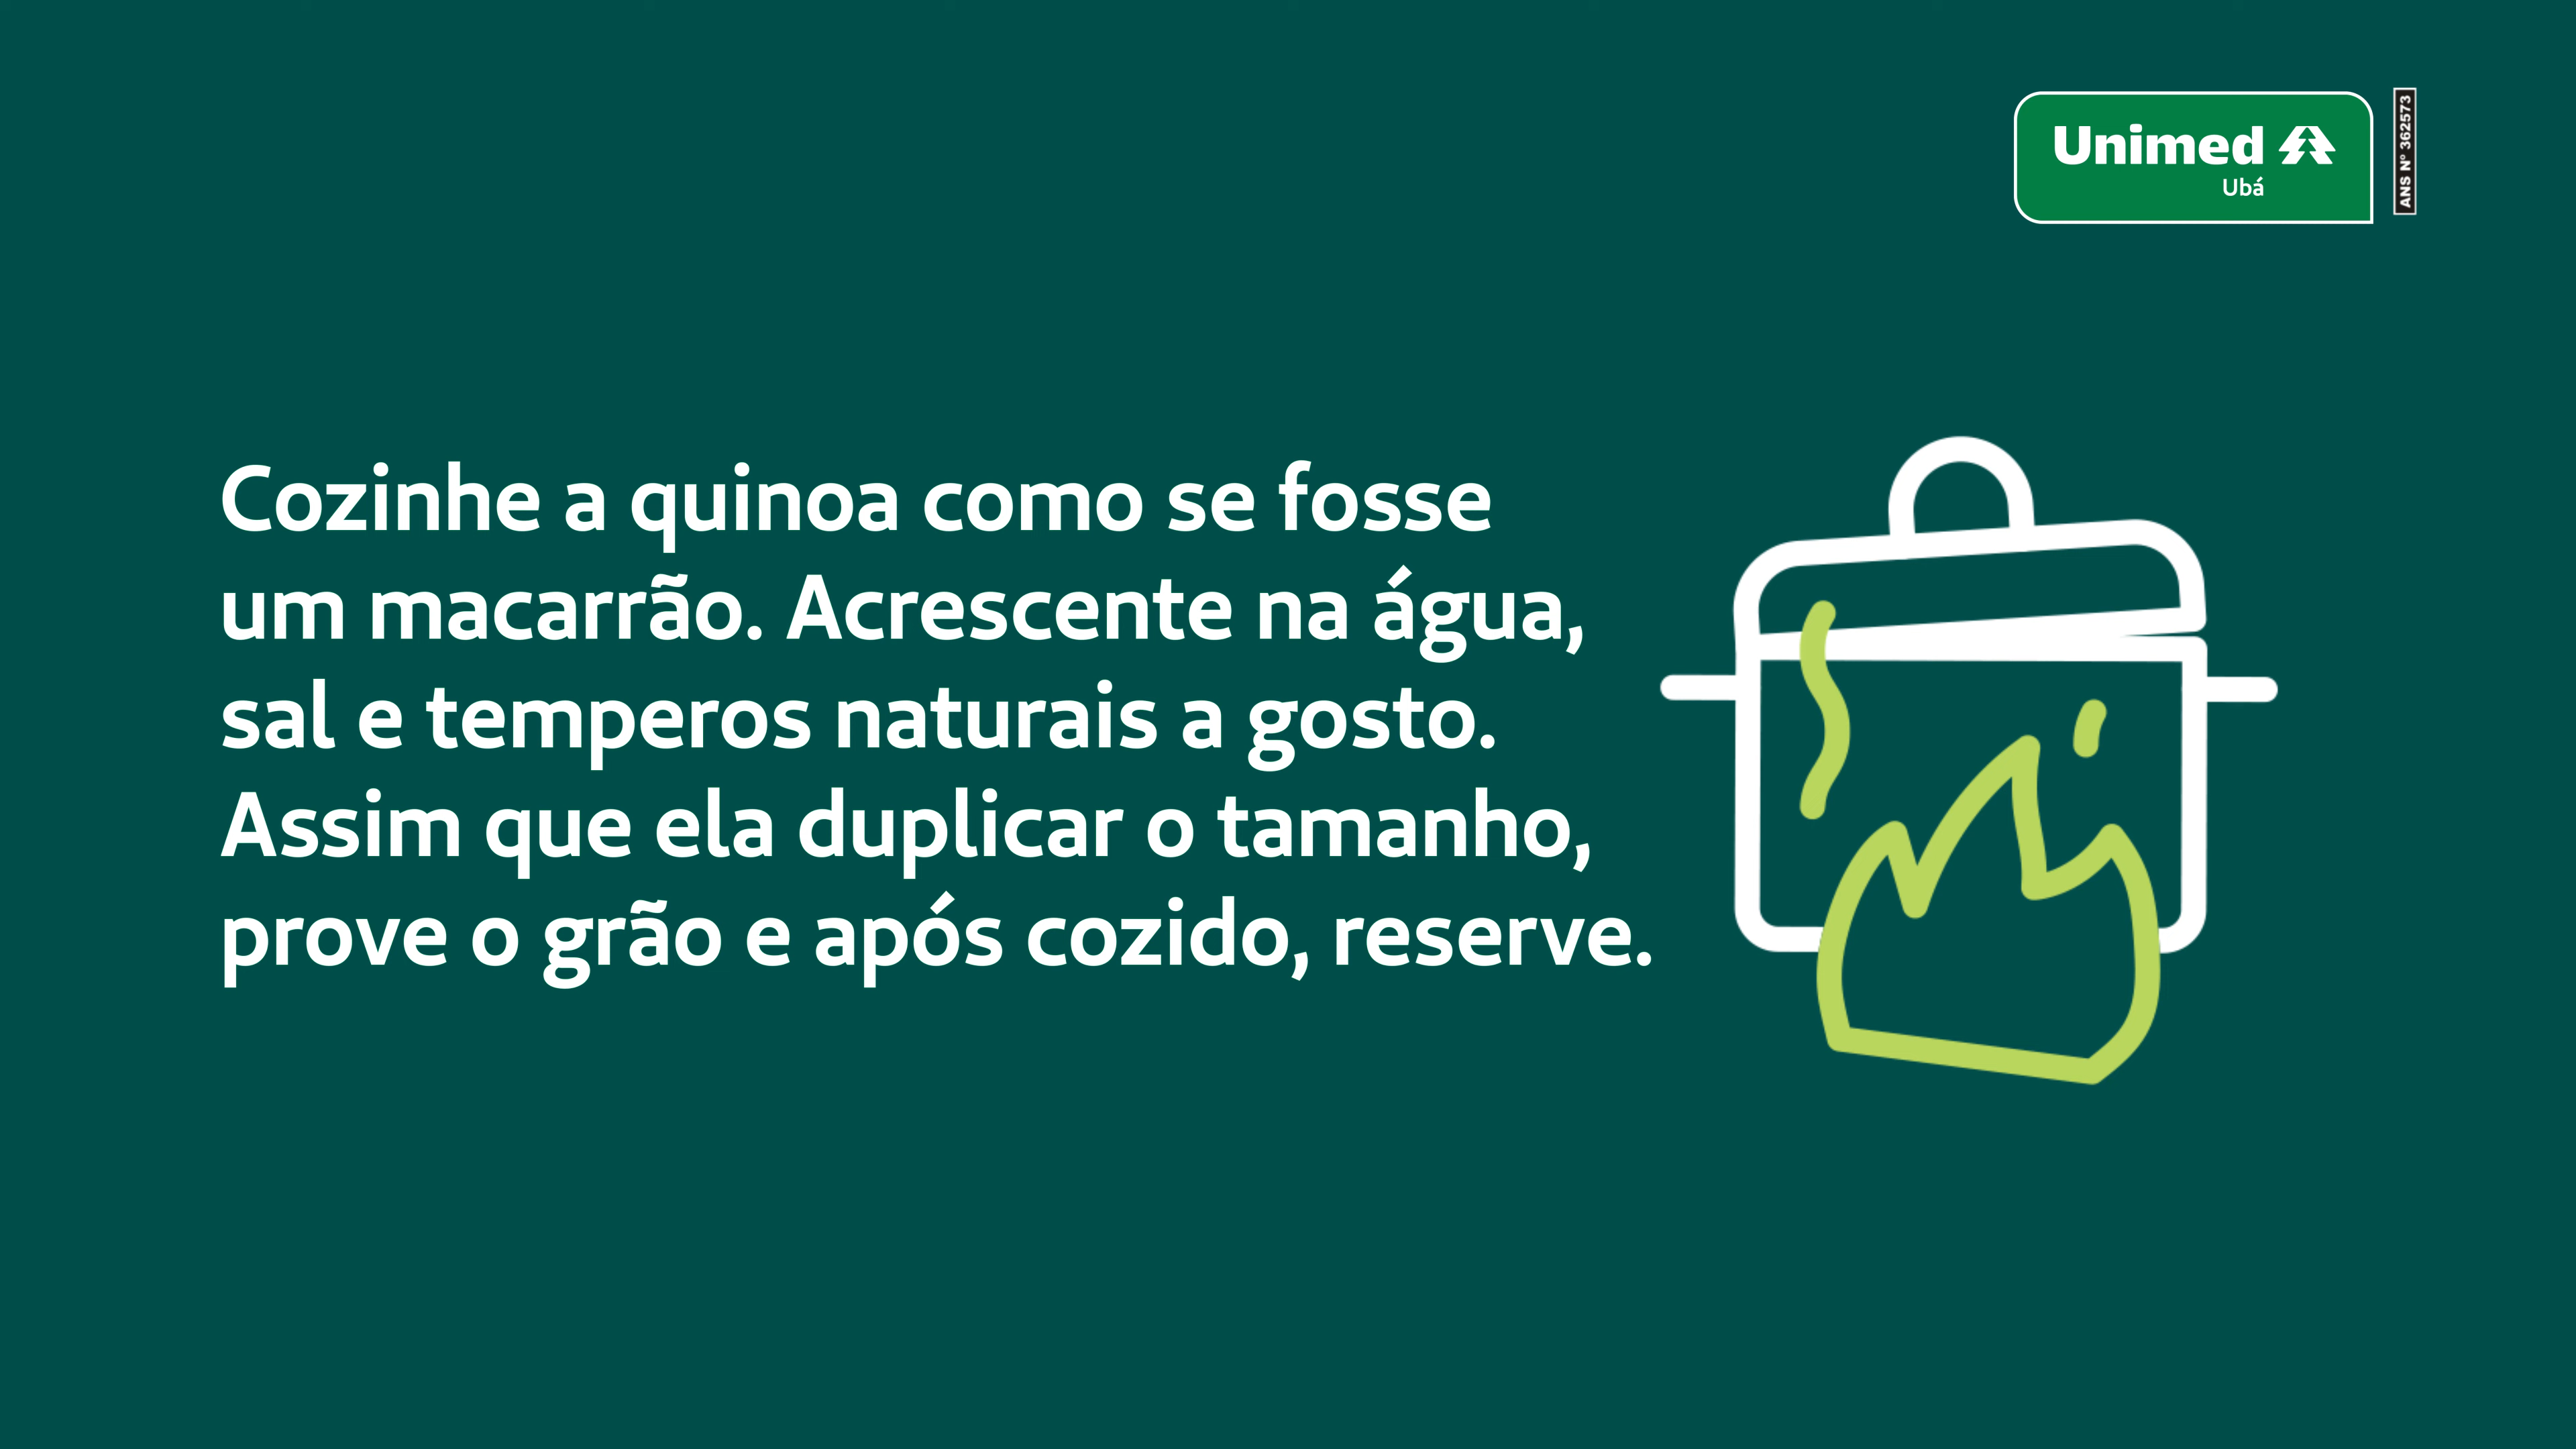 Unimed
Ubá
ANS Nº 362573
Cozinhe a quinoa como se fosse
um macarrão. Acrescente na água,
sal e temperos naturais a gosto.
Assim que ela duplicar o tamanho,
prove o grão e após cozido, reserve.